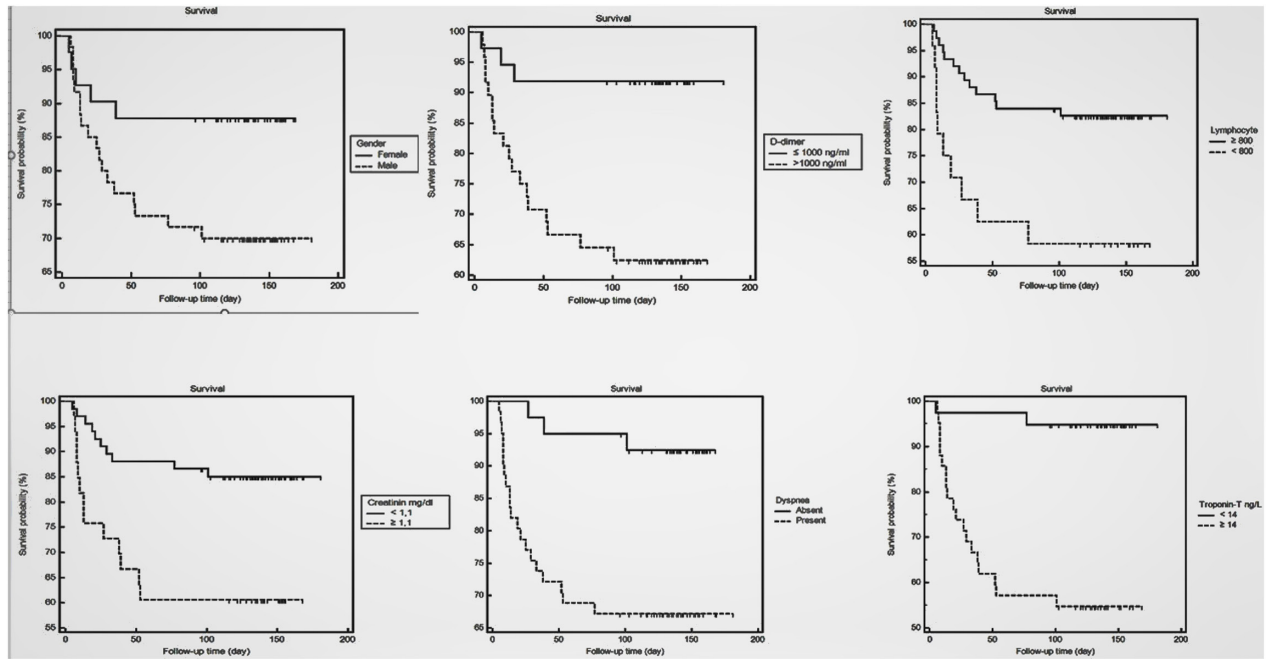 Survival
100
95
90
85
80
75
70
65
0 50 100 150 200
Survival probability (%)
Follow-up time (day)
Gender
Female
Male
Survival
100
95
90
85
80
75
70
65
60
0 50 100 150 200
Survival probability (%)
Follow-up time (day)
D-dimer
≤ 1000 ng/ml
>1000 ng/ml
Survival
100
95
90
85
80
75
70
65
60
55
0 50 100 150 200
Survival probability (%)
Follow-up time (day)
Lymphocyte
≥ 800
< 800
Survival
100
95
90
85
80
75
70
65
60
55
0 50 100 150 200
Survival probability (%)
Follow-up time (day)
Creatinin mg/dl
< 1,1
≥ 1,1
Survival
100
95
90
85
80
75
70
65
0 50 100 150 200
Survival probability (%)
Follow-up time (day)
Dyspnea
Absent
Present
Survival
100
90
80
70
60
50
0 50 100 150 200
Survival probability (%)
Follow-up time (day)
Troponin-T ng/L
< 14
≥ 14